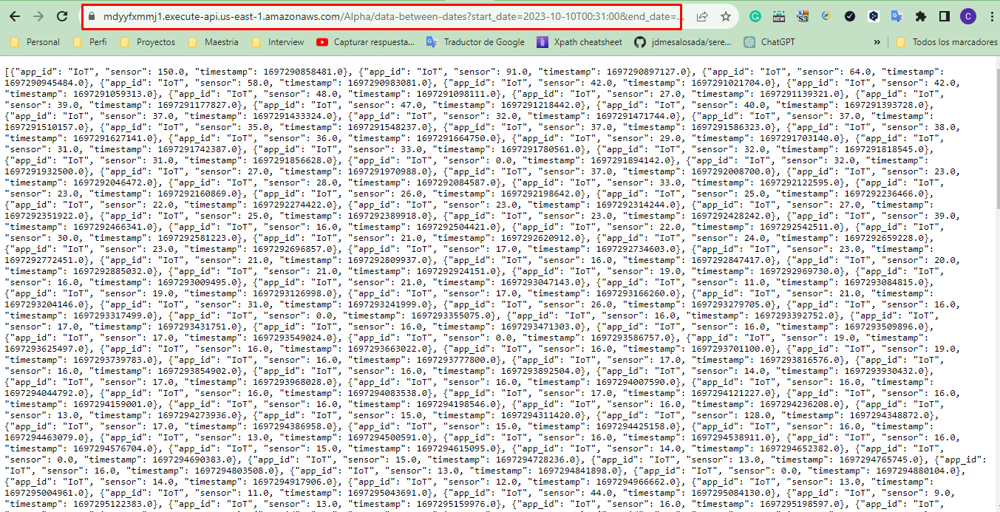 mdyyfxmmj1.execute-api.us-east-1.amazonaws.com/Alpha/data-between-dates?start_date=2023-10-10T00:31:00&end_date=...
Personal Perfi Proyectos Maestria Interview Capturar respuesta... Traductor de Google Xpath cheatsheet jdmesalosada/sere... ChatGPT » Todos los marcadores
[{"app_id": "IoT", "sensor": 150.0, "timestamp": 1697290858481.0}, {"app_id": "IoT", "sensor": 91.0, "timestamp": 1697290897127.0}, {"app_id": "IoT", "sensor": 64.0, "timestamp":
1697290945484.0}, {"app_id": "IoT", "sensor": 58.0, "timestamp": 1697290983081.0}, {"app_id": "IoT", "sensor": 42.0, "timestamp": 1697291021704.0}, {"app_id": "IoT", "sensor": 42.0,
"timestamp": 1697291059313.0}, {"app_id": "IoT", "sensor": 48.0, "timestamp": 1697291098111.0}, {"app_id": "IoT", "sensor": 27.0, "timestamp": 1697291139321.0}, {"app_id": "IoT",
"sensor": 39.0, "timestamp": 1697291177827.0}, {"app_id": "IoT", "sensor": 47.0, "timestamp": 1697291218442.0}, {"app_id": "IoT", "sensor": 40.0, "timestamp": 1697291393728.0},
{"app_id": "IoT", "sensor": 37.0, "timestamp": 1697291433324.0}, {"app_id": "IoT", "sensor": 32.0, "timestamp": 1697291471744.0}, {"app_id": "IoT", "sensor": 37.0, "timestamp":
1697291510157.0}, {"app_id": "IoT", "sensor": 35.0, "timestamp": 1697291548237.0}, {"app_id": "IoT", "sensor": 37.0, "timestamp": 1697291586323.0}, {"app_id": "IoT", "sensor": 38.0,
"timestamp": 1697291627141.0}, {"app_id": "IoT", "sensor": 36.0, "timestamp": 1697291664750.0}, {"app_id": "IoT", "sensor": 29.0, "timestamp": 1697291703140.0}, {"app_id": "IoT",
"sensor": 31.0, "timestamp": 1697291742387.0}, {"app_id": "IoT", "sensor": 33.0, "timestamp": 1697291780561.0}, {"app_id": "IoT", "sensor": 32.0, "timestamp": 1697291818545.0},
{"app_id": "IoT", "sensor": 31.0, "timestamp": 1697291856628.0}, {"app_id": "IoT", "sensor": 0.0, "timestamp": 1697291894142.0}, {"app_id": "IoT", "sensor": 32.0, "timestamp":
1697291932500.0}, {"app_id": "IoT", "sensor": 27.0, "timestamp": 1697291970988.0}, {"app_id": "IoT", "sensor": 37.0, "timestamp": 1697292008700.0}, {"app_id": "IoT", "sensor": 23.0,
"timestamp": 1697292046472.0}, {"app_id": "IoT", "sensor": 28.0, "timestamp": 1697292084587.0}, {"app_id": "IoT", "sensor": 33.0, "timestamp": 1697292122595.0}, {"app_id": "IoT",
"sensor": 23.0, "timestamp": 1697292160869.0}, {"app_id": "IoT", "sensor": 26.0, "timestamp": 1697292198642.0}, {"app_id": "IoT", "sensor": 25.0, "timestamp": 1697292236466.0},
{"app_id": "IoT", "sensor": 22.0, "timestamp": 1697292274422.0}, {"app_id": "IoT", "sensor": 23.0, "timestamp": 1697292314244.0}, {"app_id": "IoT", "sensor": 27.0, "timestamp":
1697292351922.0}, {"app_id": "IoT", "sensor": 25.0, "timestamp": 1697292389918.0}, {"app_id": "IoT", "sensor": 23.0, "timestamp": 1697292428242.0}, {"app_id": "IoT", "sensor": 39.0,
"timestamp": 1697292466341.0}, {"app_id": "IoT", "sensor": 16.0, "timestamp": 1697292504421.0}, {"app_id": "IoT", "sensor": 22.0, "timestamp": 1697292542511.0}, {"app_id": "IoT",
"sensor": 30.0, "timestamp": 1697292581223.0}, {"app_id": "IoT", "sensor": 21.0, "timestamp": 1697292620912.0}, {"app_id": "IoT", "sensor": 24.0, "timestamp": 1697292659228.0},
{"app_id": "IoT", "sensor": 23.0, "timestamp": 1697292696857.0}, {"app_id": "IoT", "sensor": 17.0, "timestamp": 1697292734603.0}, {"app_id": "IoT", "sensor": 23.0, "timestamp":
1697292772451.0}, {"app_id": "IoT", "sensor": 21.0, "timestamp": 1697292809937.0}, {"app_id": "IoT", "sensor": 16.0, "timestamp": 1697292847417.0}, {"app_id": "IoT", "sensor": 20.0,
"timestamp": 1697292885032.0}, {"app_id": "IoT", "sensor": 21.0, "timestamp": 1697292924151.0}, {"app_id": "IoT", "sensor": 19.0, "timestamp": 1697292969730.0}, {"app_id": "IoT",
"sensor": 16.0, "timestamp": 1697293009495.0}, {"app_id": "IoT", "sensor": 21.0, "timestamp": 1697293047143.0}, {"app_id": "IoT", "sensor": 11.0, "timestamp": 1697293084815.0},
{"app_id": "IoT", "sensor": 19.0, "timestamp": 1697293126998.0}, {"app_id": "IoT", "sensor": 17.0, "timestamp": 1697293166260.0}, {"app_id": "IoT", "sensor": 21.0, "timestamp":
1697293204146.0}, {"app_id": "IoT", "sensor": 31.0, "timestamp": 1697293241999.0}, {"app_id": "IoT", "sensor": 26.0, "timestamp": 1697293279705.0}, {"app_id": "IoT", "sensor": 16.0,
"timestamp": 1697293317499.0}, {"app_id": "IoT", "sensor": 0.0, "timestamp": 1697293355075.0}, {"app_id": "IoT", "sensor": 16.0, "timestamp": 1697293392752.0}, {"app_id": "IoT",
"sensor": 17.0, "timestamp": 1697293431751.0}, {"app_id": "IoT", "sensor": 16.0, "timestamp": 1697293471303.0}, {"app_id": "IoT", "sensor": 16.0, "timestamp": 1697293509896.0},
{"app_id": "IoT", "sensor": 17.0, "timestamp": 1697293549024.0}, {"app_id": "IoT", "sensor": 0.0, "timestamp": 1697293586757.0}, {"app_id": "IoT", "sensor": 19.0, "timestamp":
1697293625497.0}, {"app_id": "IoT", "sensor": 16.0, "timestamp": 1697293663022.0}, {"app_id": "IoT", "sensor": 16.0, "timestamp": 1697293701100.0}, {"app_id": "IoT", "sensor": 19.0,
"timestamp": 1697293739783.0}, {"app_id": "IoT", "sensor": 16.0, "timestamp": 1697293777800.0}, {"app_id": "IoT", "sensor": 17.0, "timestamp": 1697293816576.0}, {"app_id": "IoT",
"sensor": 16.0, "timestamp": 1697293854902.0}, {"app_id": "IoT", "sensor": 16.0, "timestamp": 1697293892504.0}, {"app_id": "IoT", "sensor": 14.0, "timestamp": 1697293930432.0},
{"app_id": "IoT", "sensor": 17.0, "timestamp": 1697293968028.0}, {"app_id": "IoT", "sensor": 16.0, "timestamp": 1697294007590.0}, {"app_id": "IoT", "sensor": 16.0, "timestamp":
1697294044792.0}, {"app_id": "IoT", "sensor": 16.0, "timestamp": 1697294083538.0}, {"app_id": "IoT", "sensor": 17.0, "timestamp": 1697294121227.0}, {"app_id": "IoT", "sensor": 16.0,
"timestamp": 1697294159001.0}, {"app_id": "IoT", "sensor": 16.0, "timestamp": 1697294198546.0}, {"app_id": "IoT", "sensor": 16.0, "timestamp": 1697294236208.0}, {"app_id": "IoT",
"sensor": 13.0, "timestamp": 1697294273936.0}, {"app_id": "IoT", "sensor": 15.0, "timestamp": 1697294311420.0}, {"app_id": "IoT", "sensor": 128.0, "timestamp": 1697294348872.0},
{"app_id": "IoT", "sensor": 17.0, "timestamp": 1697294386958.0}, {"app_id": "IoT", "sensor": 15.0, "timestamp": 1697294425158.0}, {"app_id": "IoT", "sensor": 16.0, "timestamp":
1697294463079.0}, {"app_id": "IoT", "sensor": 13.0, "timestamp": 1697294500591.0}, {"app_id": "IoT", "sensor": 16.0, "timestamp": 1697294538911.0}, {"app_id": "IoT", "sensor": 16.0,
"timestamp": 1697294576704.0}, {"app_id": "IoT", "sensor": 15.0, "timestamp": 1697294615095.0}, {"app_id": "IoT", "sensor": 14.0, "timestamp": 1697294652382.0}, {"app_id": "IoT",
"sensor": 0.0, "timestamp": 1697294690383.0}, {"app_id": "IoT", "sensor": 15.0, "timestamp": 1697294728236.0}, {"app_id": "IoT", "sensor": 13.0, "timestamp": 1697294765745.0}, {"app_id":
"IoT", "sensor": 16.0, "timestamp": 1697294803508.0}, {"app_id": "IoT", "sensor": 13.0, "timestamp": 1697294841898.0}, {"app_id": "IoT", "sensor": 0.0, "timestamp": 1697294880104.0},
{"app_id": "IoT", "sensor": 14.0, "timestamp": 1697294917906.0}, {"app_id": "IoT", "sensor": 12.0, "timestamp": 1697294966662.0}, {"app_id": "IoT", "sensor": 13.0, "timestamp":
1697295004961.0}, {"app_id": "IoT", "sensor": 11.0, "timestamp": 1697295043691.0}, {"app_id": "IoT", "sensor": 44.0, "timestamp": 1697295084130.0}, {"app_id": "IoT", "sensor": 9.0,
"timestamp": 1697295122383.0}, {"app_id": "IoT", "sensor": 13.0, "timestamp": 1697295159976.0}, {"app_id": "IoT", "sensor": 16.0, "timestamp": 1697295198597.0}, {"app_id": "IoT",